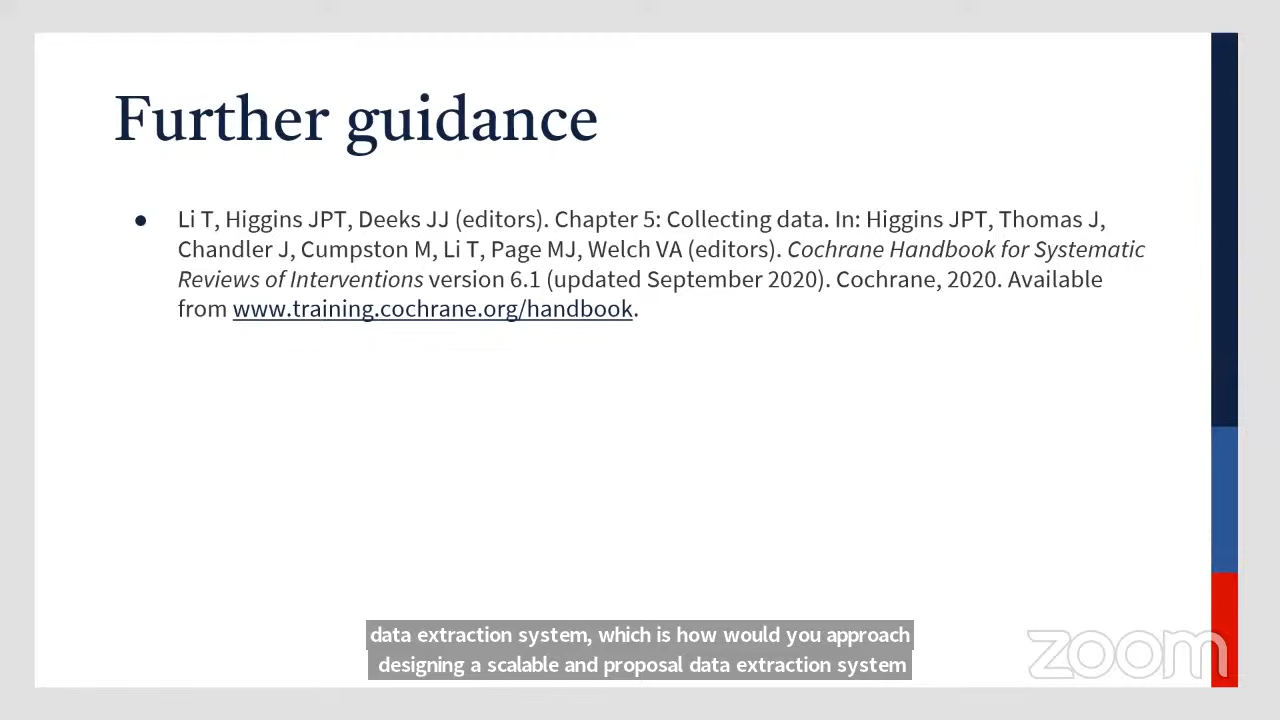 Further guidance
● Li T, Higgins JPT, Deeks JJ (editors). Chapter 5: Collecting data. In: Higgins JPT, Thomas J,
Chandler J, Cumpston M, Li T, Page MJ, Welch VA (editors). Cochrane Handbook for Systematic
Reviews of Interventions version 6.1 (updated September 2020). Cochrane, 2020. Available
from www.training.cochrane.org/handbook.
data extraction system, which is how would you approach
designing a scalable and proposal data extraction system
zoom